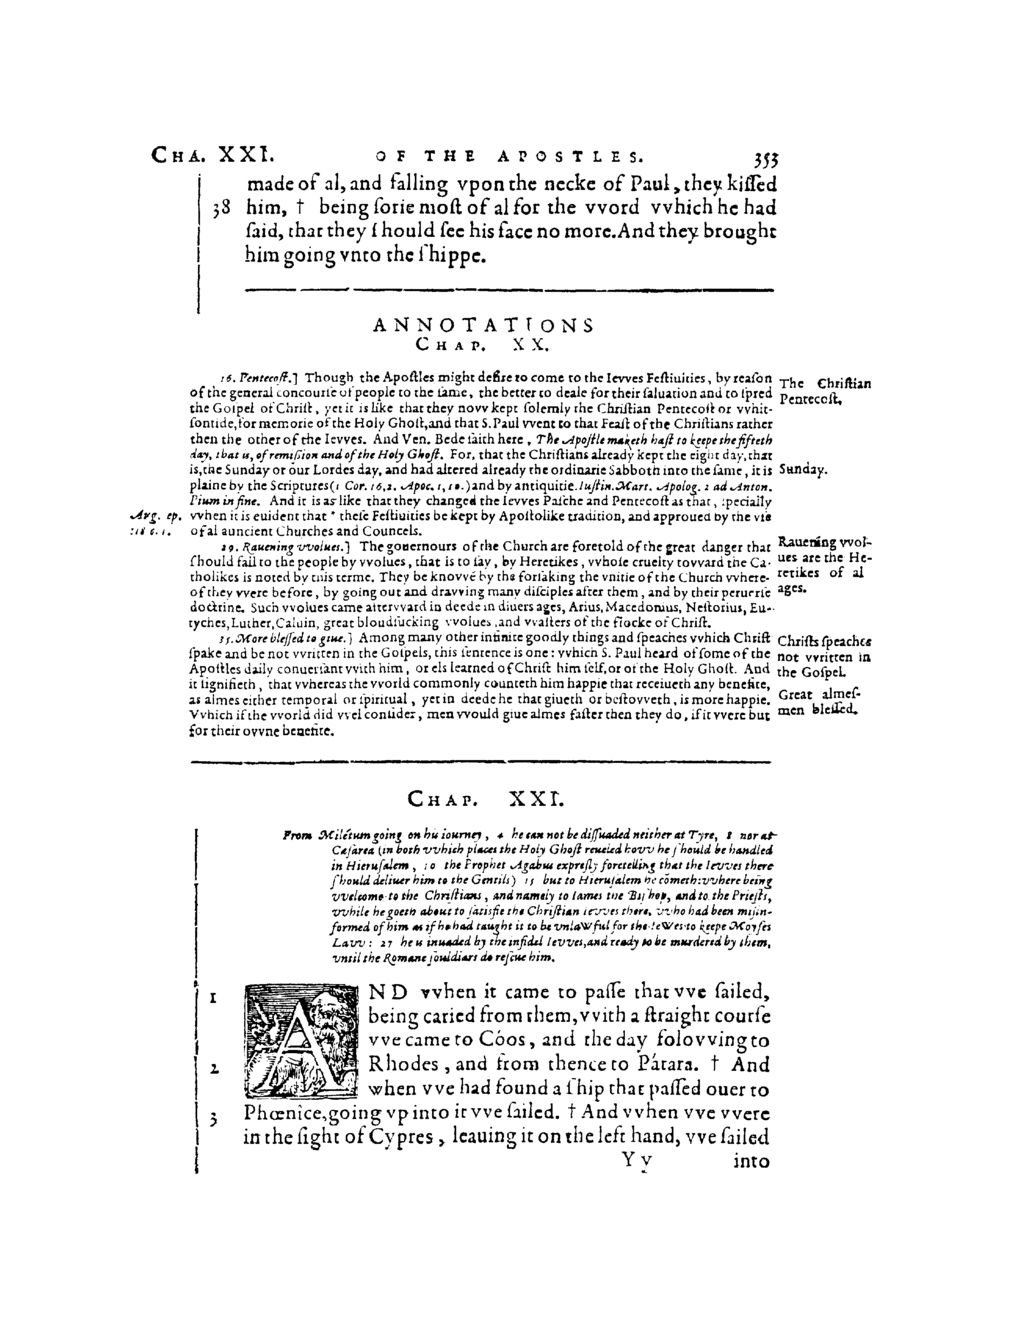 CHA. XXI. OF THE APOSTLES. 353
made of al, and falling vpon the necke of Paul, they kiſſed
38 him, † being ſorie moſt of al for the vvord vvhich he had
ſaid, that they ſhould ſee his face no more. And they brought
him going vnto the ſhippe.
ANNOTATIONS
CHAP. XX.
16. Pentecoſt.] Though the Apoſtles might deſire to come to the Ievves Feſtiuities, by reaſon
of the general concourſe of people to the ſame, the better to deale for their ſaluation and to ſpred
the Goſpel of Chriſt, yet it is like that they novv kept ſolemly the Chriſtian Pentecoſt or vvhit-
ſontide, for memorie of the Holy Ghoſt, and that S. Paul vvent to that Feaſt of the Chriſtians rather
then the other of the Ievves. And Ven. Bede ſaith here, The Apoſtle maketh haſt to keepe the fifteth
day, that is, of remiſſion and of the Holy Ghoſt. For, that the Chriſtians already kept the eight day, that
is, the Sunday or our Lordes day, and had altered already the ordinarie Sabboth into the ſame, it is
plaine by the Scriptures (1 Cor. 16, 2. Apoc. 1, 10.) and by antiquitie. Iuſtin. Mart. Apolog. 2 ad Anton.
Pium in fine. And it is as like that they changed the Ievves Paſche and Pentecoſt as that, ſpecially
vvhen it is euident that * theſe Feſtiuities be kept by Apoſtolike tradition, and approued by the vſe
of al auncient Churches and Councels.
The Chriſtian
Pentecoſt.
Sunday.
Aug. ep.
118 c. 1.
29. Rauening vvolues.] The gouernours of the Church are foretold of the great danger that
ſhould fall to the people by vvolues, that is to ſay, by Heretikes, vvhoſe cruelty tovvard the Ca-
tholikes is noted by this terme. They be knovvē by the forſaking the vnitie of the Church vvhere-
of they vvere before, by going out and dravving many diſciples after them, and by their peruerſe
doctrine. Such vvolues came aftervvard in deede in diuers ages, Arius, Macedonius, Neſtorius, Eu-
tyches, Luther, Caluin, great bloudſucking vvolues, and vvaſters of the flocke of Chriſt.
Rauening vvol-
ues are the He-
retikes of al
ages.
35. More bleſſed to giue.] Among many other infinite goodly things and ſpeaches vvhich Chriſt
ſpake and be not vvritten in the Goſpels, this ſentence is one: vvhich S. Paul heard of ſome of the
Apoſtles daily conuerſant vvith him, or els learned of Chriſt him ſelf, or of the Holy Ghoſt. And
it ſignifieth, that vvhereas the vvorld commonly counteth him happie that receiueth any benefite,
as almes either temporal or ſpiritual, yet in deede he that giueth or beſtovveth, is more happie.
Vvhich if the vvorld did vvel conſider, men vvould giue almes faſter then they do, if it vvere but
for their ovvne benefite.
Chriſts ſpeaches
not vvritten in
the Goſpel.
Great almeſ-
men bleſſed.
CHAP. XXI.
From Milétum going on his iourney, 4 he can not be diſſuaded neither at Tyre, 8 nor at
Cæſarea (in both vvhich places the Holy Ghoſt reueled hovv he ſhould be handled
in Hieruſalem, 10 the Prophet Agabus expreſly foretelling that the Ievves there
ſhould deliuer him to the Gentils) 15 but to Hieruſalem he cōmeth: vvhere being
vvelcome to the Chriſtians, and namely to Iames the Biſhop, and to the Prieſts,
vvhile he goeth about to ſatisfie the Chriſtian Ievves there, vvho had been miſin-
formed of him as if he had taught it to be vnlawful for the Iewes to keepe Moyſes
Lavv: 27 he is inuaded by the infidel Ievves, and ready to be murdered by them,
vntil the Romane ſouldiars do reſcue him.
1 AND vvhen it came to paſſe that vve ſailed,
being caried from them, vvith a ſtraight courſe
vve came to Cóos, and the day folovving to
2 Rhodes, and from thence to Pátara. † And
when vve had found a ſhip that paſſed ouer to
3 Phœnîce, going vp into it vve ſailed. † And vvhen vve vvere
in the ſight of Cypres, leauing it on the left hand, vve ſailed
Yy into